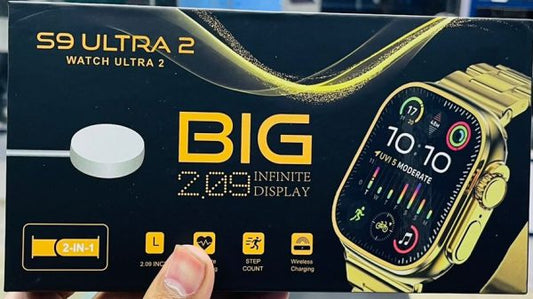 S9 ULTRA 2
WATCH ULTRA 2
BIG
2.09 INFINITE
DISPLAY
2-IN-1
L
2.09
STEP
COUNT
Wireless
Charging
17
10:10
UVI 5 MODERATE